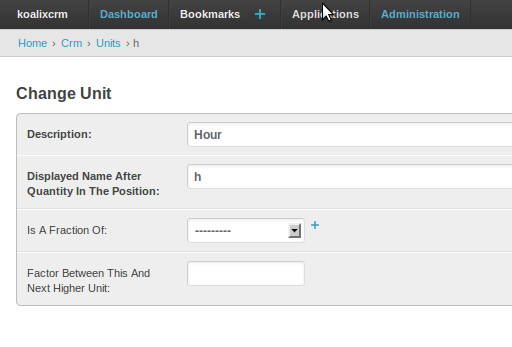 koalixcrm Dashboard Bookmarks + Applications Administration
Home › Crm › Units › h
Change Unit
Description: Hour
Displayed Name After
Quantity In The Position: h
Is A Fraction Of: --------- +
Factor Between This And
Next Higher Unit: